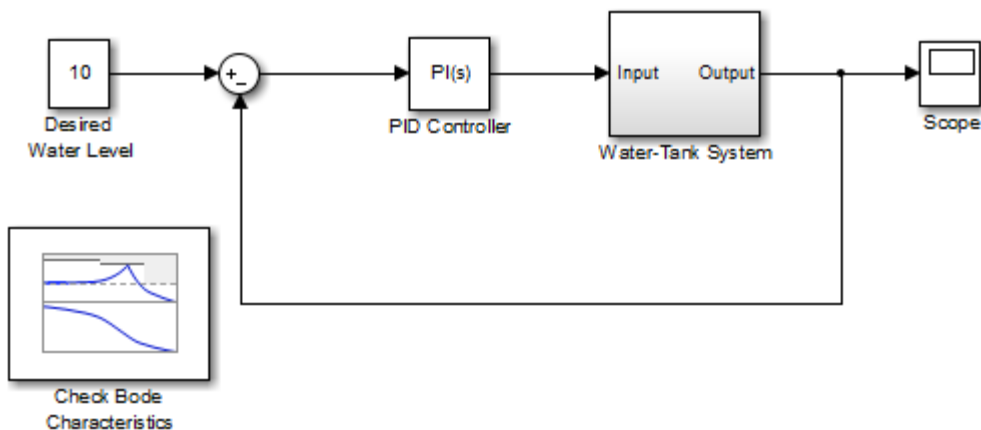 10
Desired
Water Level
+
−
PI(s)
PID Controller
Input
Output
Water-Tank System
Scope
Check Bode
Characteristics